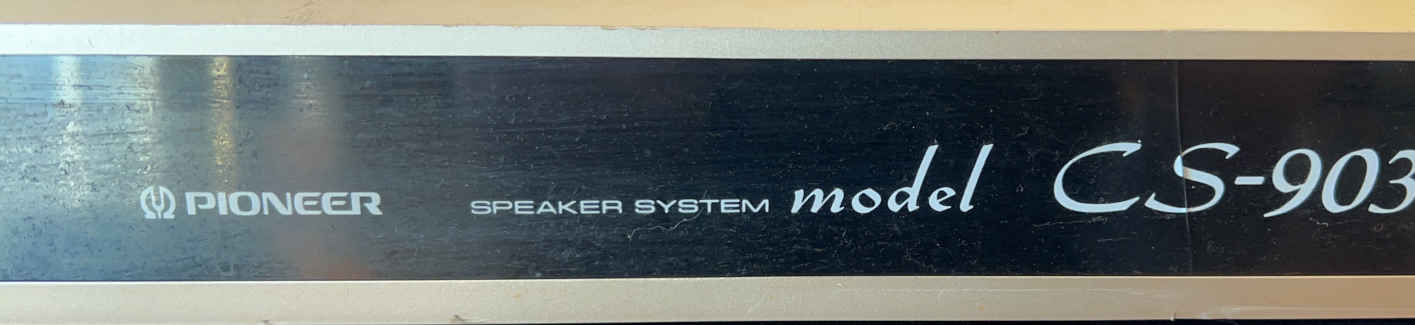 PIONEER SPEAKER SYSTEM model CS-903